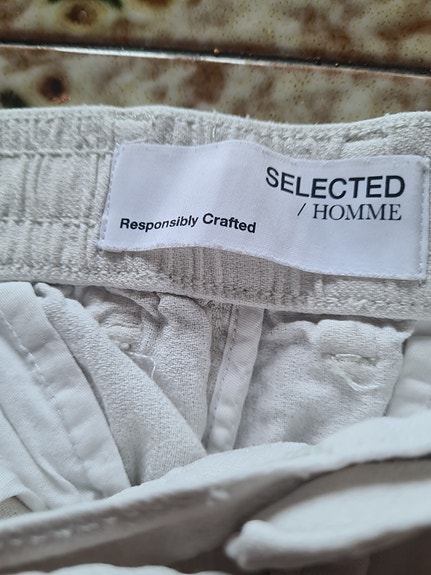 SELECTED
/ HOMME
Responsibly Crafted